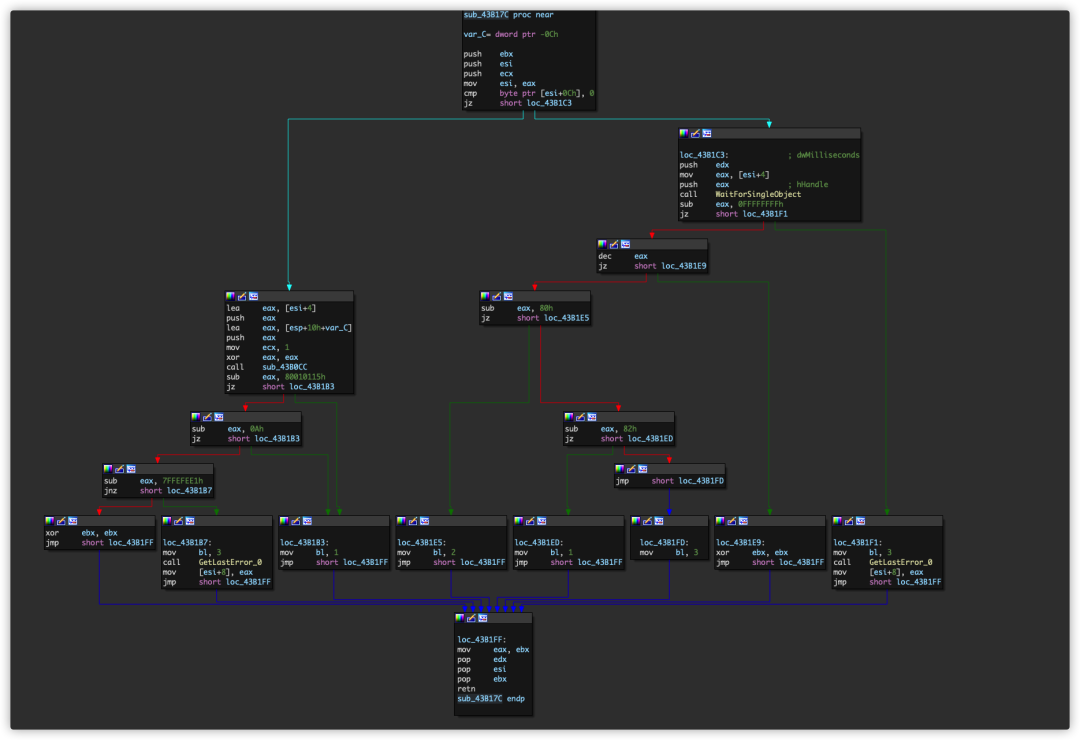 sub_43B17C proc near
var_C= dword ptr -0Ch
push ebx
push esi
push ecx
mov esi, eax
cmp byte ptr [esi+0Ch], 0
jz short loc_43B1C3
loc_43B1C3: ; dwMilliseconds
push edx
mov eax, [esi+4]
push eax ; hHandle
call WaitForSingleObject
sub eax, 0FFFFFFFFh
jz short loc_43B1F1
dec eax
jz short loc_43B1E9
lea eax, [esi+4]
push eax
lea eax, [esp+10h+var_C]
push eax
mov ecx, 1
xor eax, eax
call sub_43B0CC
sub eax, 80010115h
jz short loc_43B1B3
sub eax, 80h
jz short loc_43B1E5
sub eax, 0Ah
jz short loc_43B1B3
sub eax, 82h
jz short loc_43B1ED
sub eax, 7FFEFEE1h
jnz short loc_43B1B7
jmp short loc_43B1FD
xor ebx, ebx
jmp short loc_43B1FF
loc_43B1B7:
mov bl, 3
call GetLastError_0
mov [esi+8], eax
jmp short loc_43B1FF
loc_43B1B3:
mov bl, 1
jmp short loc_43B1FF
loc_43B1E5:
mov bl, 2
jmp short loc_43B1FF
loc_43B1ED:
mov bl, 1
jmp short loc_43B1FF
loc_43B1FD:
mov bl, 3
loc_43B1E9:
xor ebx, ebx
jmp short loc_43B1FF
loc_43B1F1:
mov bl, 3
call GetLastError_0
mov [esi+8], eax
jmp short loc_43B1FF
loc_43B1FF:
mov eax, ebx
pop edx
pop esi
pop ebx
retn
sub_43B17C endp